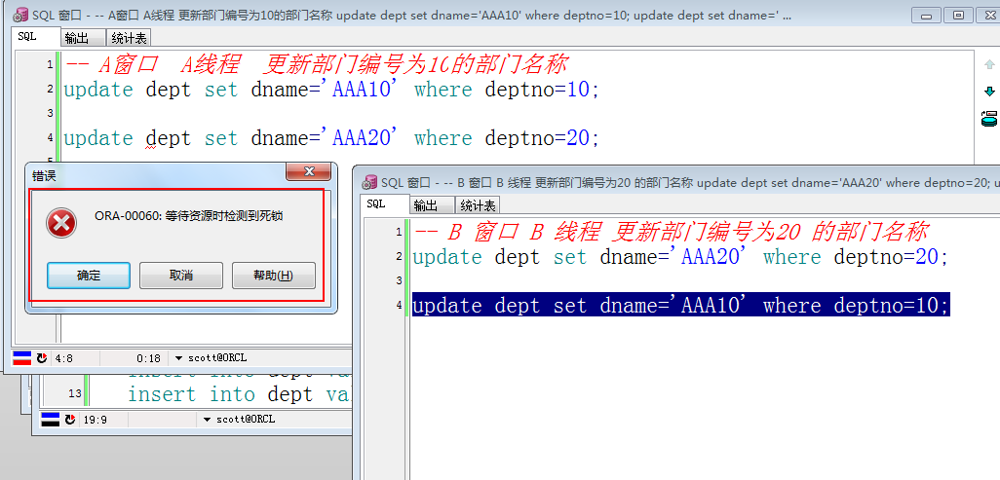 SQL 窗口 - -- A窗口 A线程 更新部门编号为10的部门名称 update dept set dname='AAA10' where deptno=10; update dept set dname=' ...
SQL 输出 统计表
1 -- A窗口 A线程 更新部门编号为10的部门名称
2 update dept set dname='AAA10' where deptno=10;
3
4 update dept set dname='AAA20' where deptno=20;
5
错误
ORA-00060: 等待资源时检测到死锁
确定 取消 帮助(H)
4:8 0:18 scott@ORCL
insert into dept val
13 insert into dept val
19:9 scott@ORCL
SQL 窗口 - -- B 窗口 B 线程 更新部门编号为20 的部门名称 update dept set dname='AAA20' where deptno=20; u
SQL 输出 统计表
1 -- B 窗口 B 线程 更新部门编号为20 的部门名称
2 update dept set dname='AAA20' where deptno=20;
3
4 update dept set dname='AAA10' where deptno=10;